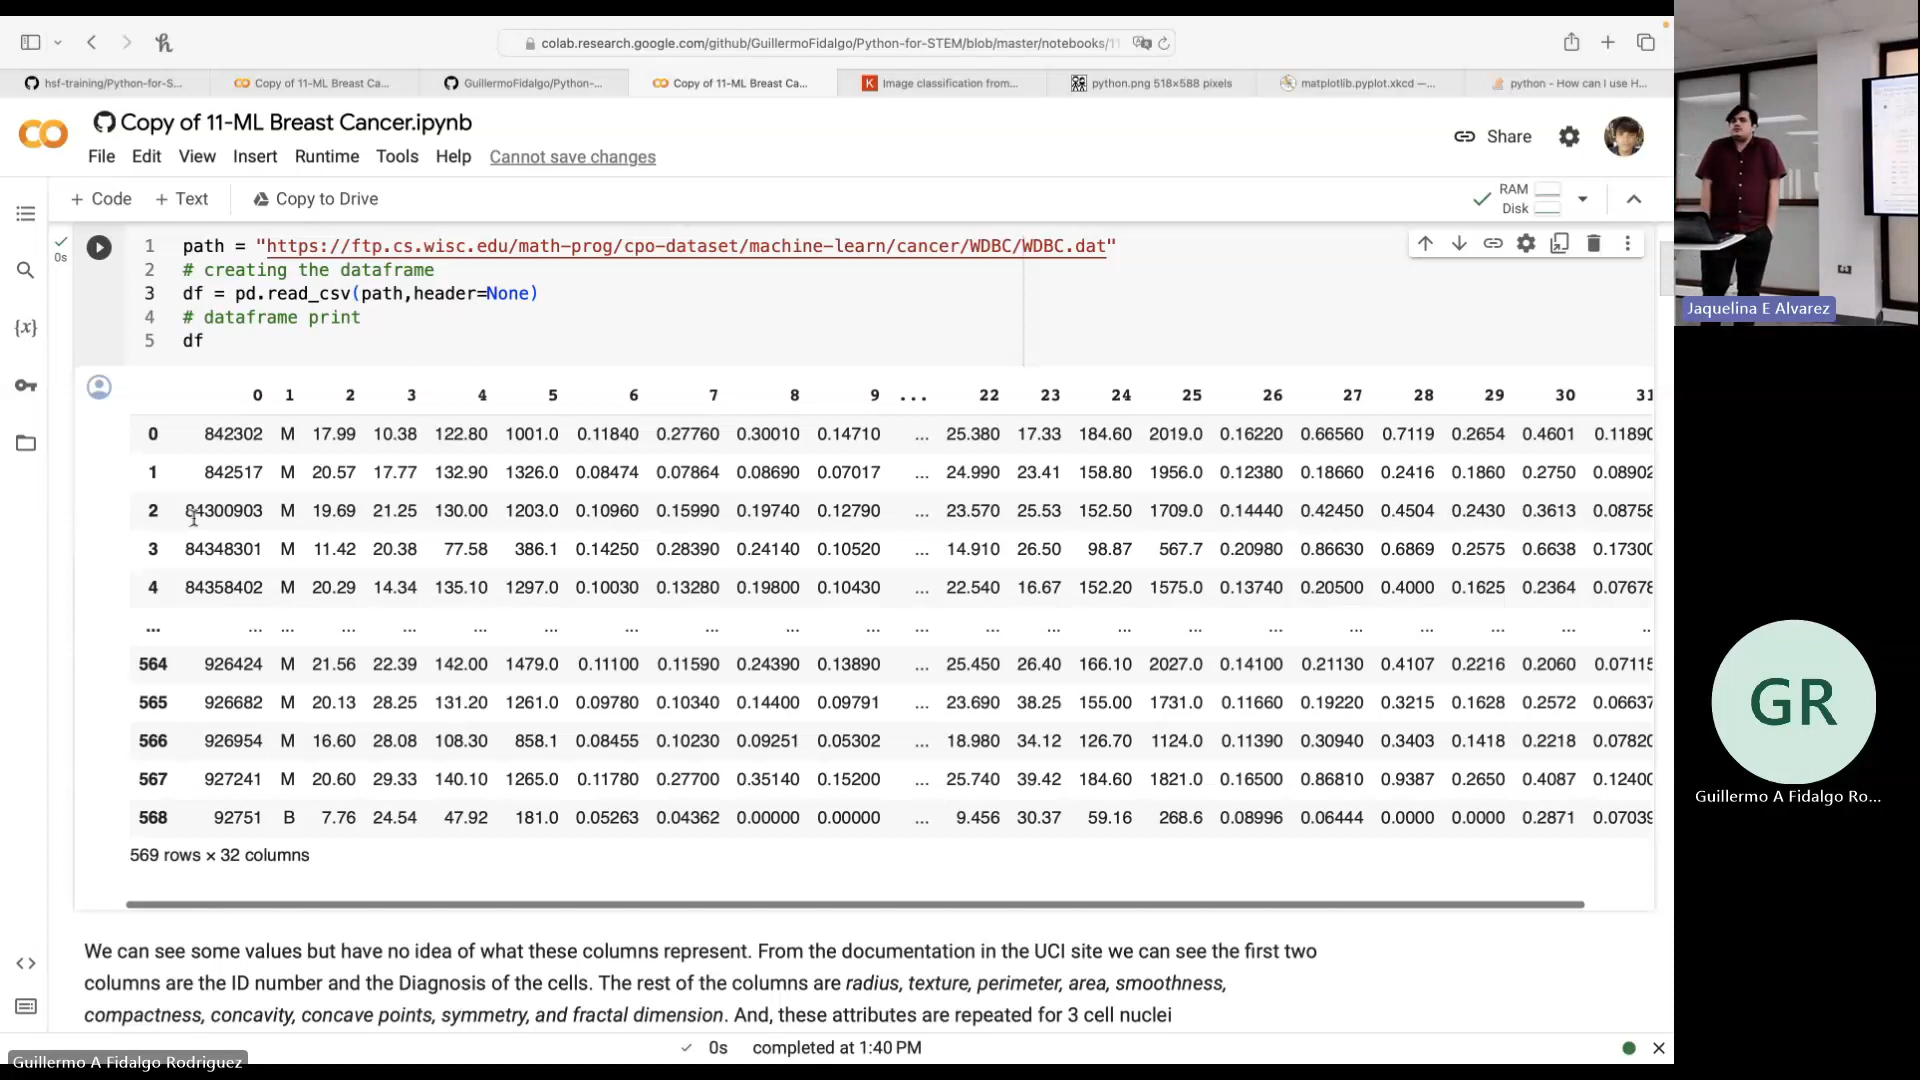 colab.research.google.com/github/GuillermoFidalgo/Python-for-STEM/blob/master/notebooks/11
hsf-training/Python-for-S...
Copy of 11-ML Breast Ca...
GuillermoFidalgo/Python-...
Copy of 11-ML Breast Ca...
Image classification from...
python.png 518×588 pixels
matplotlib.pyplot.xkcd —...
python - How can I use H...
Copy of 11-ML Breast Cancer.ipynb
Share
File Edit View Insert Runtime Tools Help Cannot save changes
+ Code + Text Copy to Drive
RAM
Disk
0s
1 path = "https://ftp.cs.wisc.edu/math-prog/cpo-dataset/machine-learn/cancer/WDBC/WDBC.dat"
2 # creating the dataframe
3 df = pd.read_csv(path,header=None)
4 # dataframe print
5 df
0 1 2 3 4 5 6 7 8 9 ... 22 23 24 25 26 27 28 29 30 31
0 842302 M 17.99 10.38 122.80 1001.0 0.11840 0.27760 0.30010 0.14710 ... 25.380 17.33 184.60 2019.0 0.16220 0.66560 0.7119 0.2654 0.4601 0.11890
1 842517 M 20.57 17.77 132.90 1326.0 0.08474 0.07864 0.08690 0.07017 ... 24.990 23.41 158.80 1956.0 0.12380 0.18660 0.2416 0.1860 0.2750 0.08902
2 84300903 M 19.69 21.25 130.00 1203.0 0.10960 0.15990 0.19740 0.12790 ... 23.570 25.53 152.50 1709.0 0.14440 0.42450 0.4504 0.2430 0.3613 0.08758
3 84348301 M 11.42 20.38 77.58 386.1 0.14250 0.28390 0.24140 0.10520 ... 14.910 26.50 98.87 567.7 0.20980 0.86630 0.6869 0.2575 0.6638 0.17300
4 84358402 M 20.29 14.34 135.10 1297.0 0.10030 0.13280 0.19800 0.10430 ... 22.540 16.67 152.20 1575.0 0.13740 0.20500 0.4000 0.1625 0.2364 0.07678
... ... ... ... ... ... ... ... ... ... ... ... ... ... ... ... ... ... ... ... ... ..
564 926424 M 21.56 22.39 142.00 1479.0 0.11100 0.11590 0.24390 0.13890 ... 25.450 26.40 166.10 2027.0 0.14100 0.21130 0.4107 0.2216 0.2060 0.07115
565 926682 M 20.13 28.25 131.20 1261.0 0.09780 0.10340 0.14400 0.09791 ... 23.690 38.25 155.00 1731.0 0.11660 0.19220 0.3215 0.1628 0.2572 0.06637
566 926954 M 16.60 28.08 108.30 858.1 0.08455 0.10230 0.09251 0.05302 ... 18.980 34.12 126.70 1124.0 0.11390 0.30940 0.3403 0.1418 0.2218 0.07820
567 927241 M 20.60 29.33 140.10 1265.0 0.11780 0.27700 0.35140 0.15200 ... 25.740 39.42 184.60 1821.0 0.16500 0.86810 0.9387 0.2650 0.4087 0.12400
568 92751 B 7.76 24.54 47.92 181.0 0.05263 0.04362 0.00000 0.00000 ... 9.456 30.37 59.16 268.6 0.08996 0.06444 0.0000 0.0000 0.2871 0.07039
569 rows × 32 columns
We can see some values but have no idea of what these columns represent. From the documentation in the UCI site we can see the first two
columns are the ID number and the Diagnosis of the cells. The rest of the columns are radius, texture, perimeter, area, smoothness,
compactness, concavity, concave points, symmetry, and fractal dimension. And, these attributes are repeated for 3 cell nuclei
0s completed at 1:40 PM
Guillermo A Fidalgo Rodriguez
Jaquelina E Alvarez
GR
Guillermo A Fidalgo Ro...